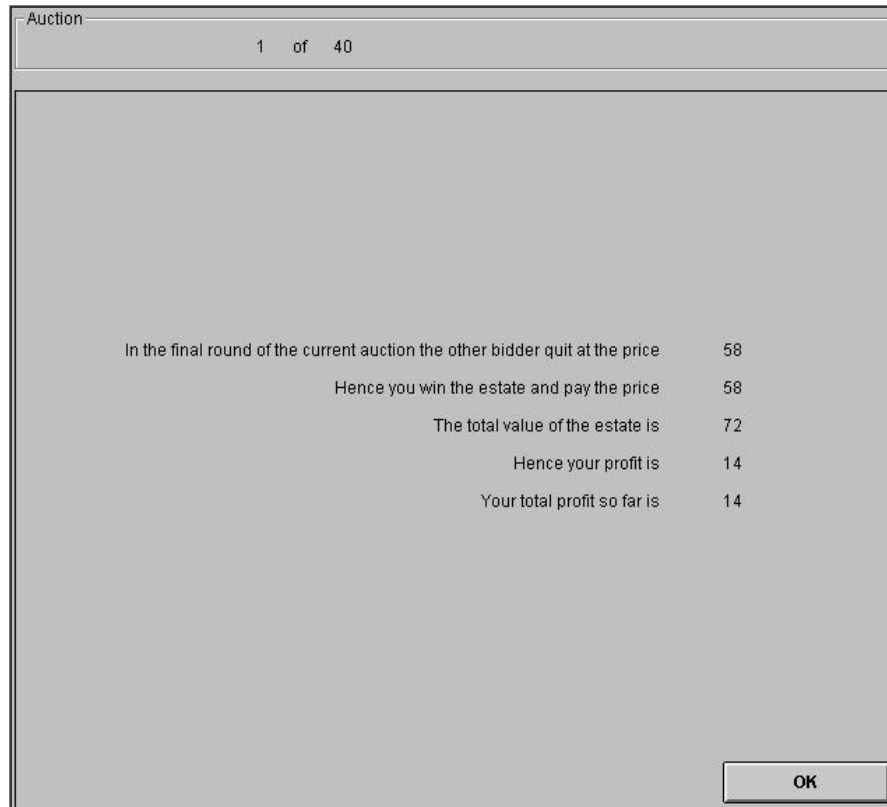 Auction
1 of 40
In the final round of the current auction the other bidder quit at the price 58
Hence you win the estate and pay the price 58
The total value of the estate is 72
Hence your profit is 14
Your total profit so far is 14
OK